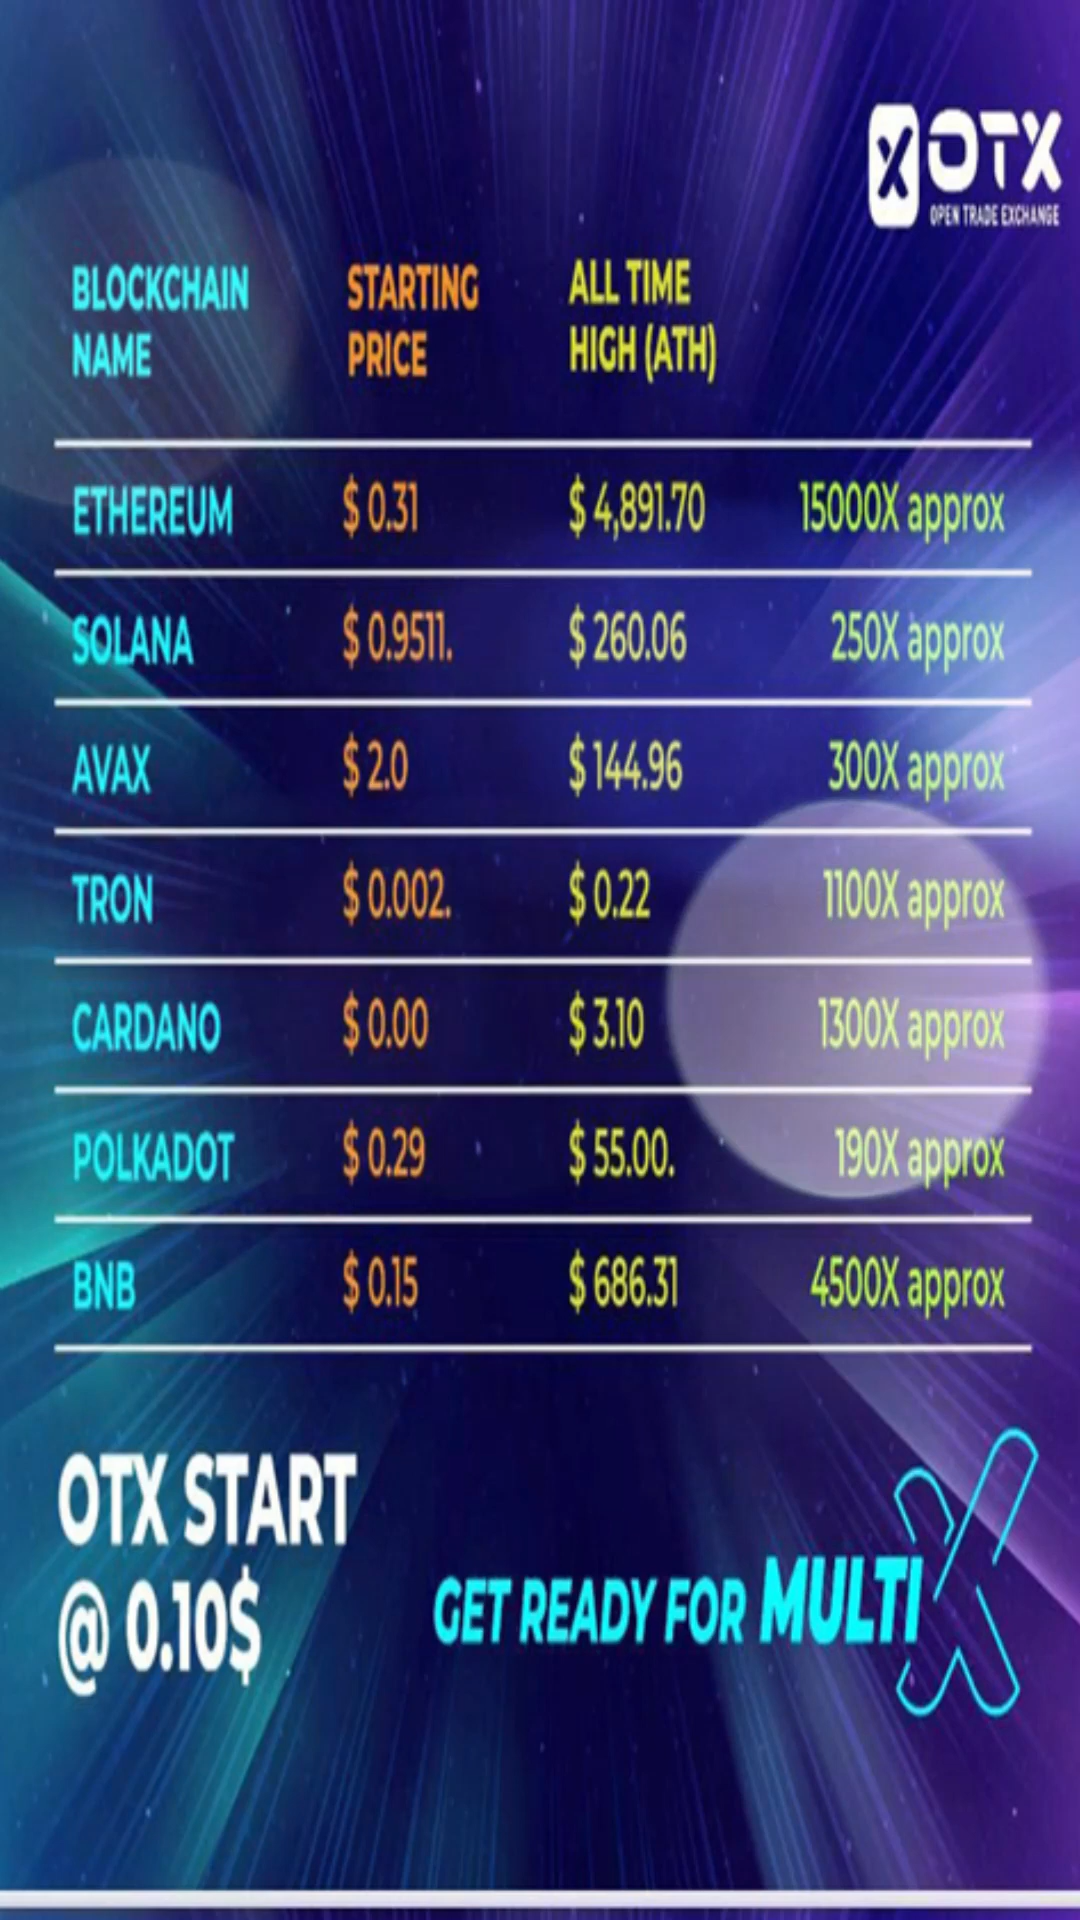 OTX
OPEN TRADE EXCHANGE
BLOCKCHAIN NAME STARTING PRICE ALL TIME HIGH (ATH)
ETHEREUM $ 0.31 $ 4,891.70 15000X approx
SOLANA $ 0.9511. $ 260.06 250X approx
AVAX $ 2.0 $ 144.96 300X approx
TRON $ 0.002. $ 0.22 1100X approx
CARDANO $ 0.00 $ 3.10 1300X approx
POLKADOT $ 0.29 $ 55.00. 190X approx
BNB $ 0.15 $ 686.31 4500X approx
OTX START
@ 0.10$
GET READY FOR MULTI X